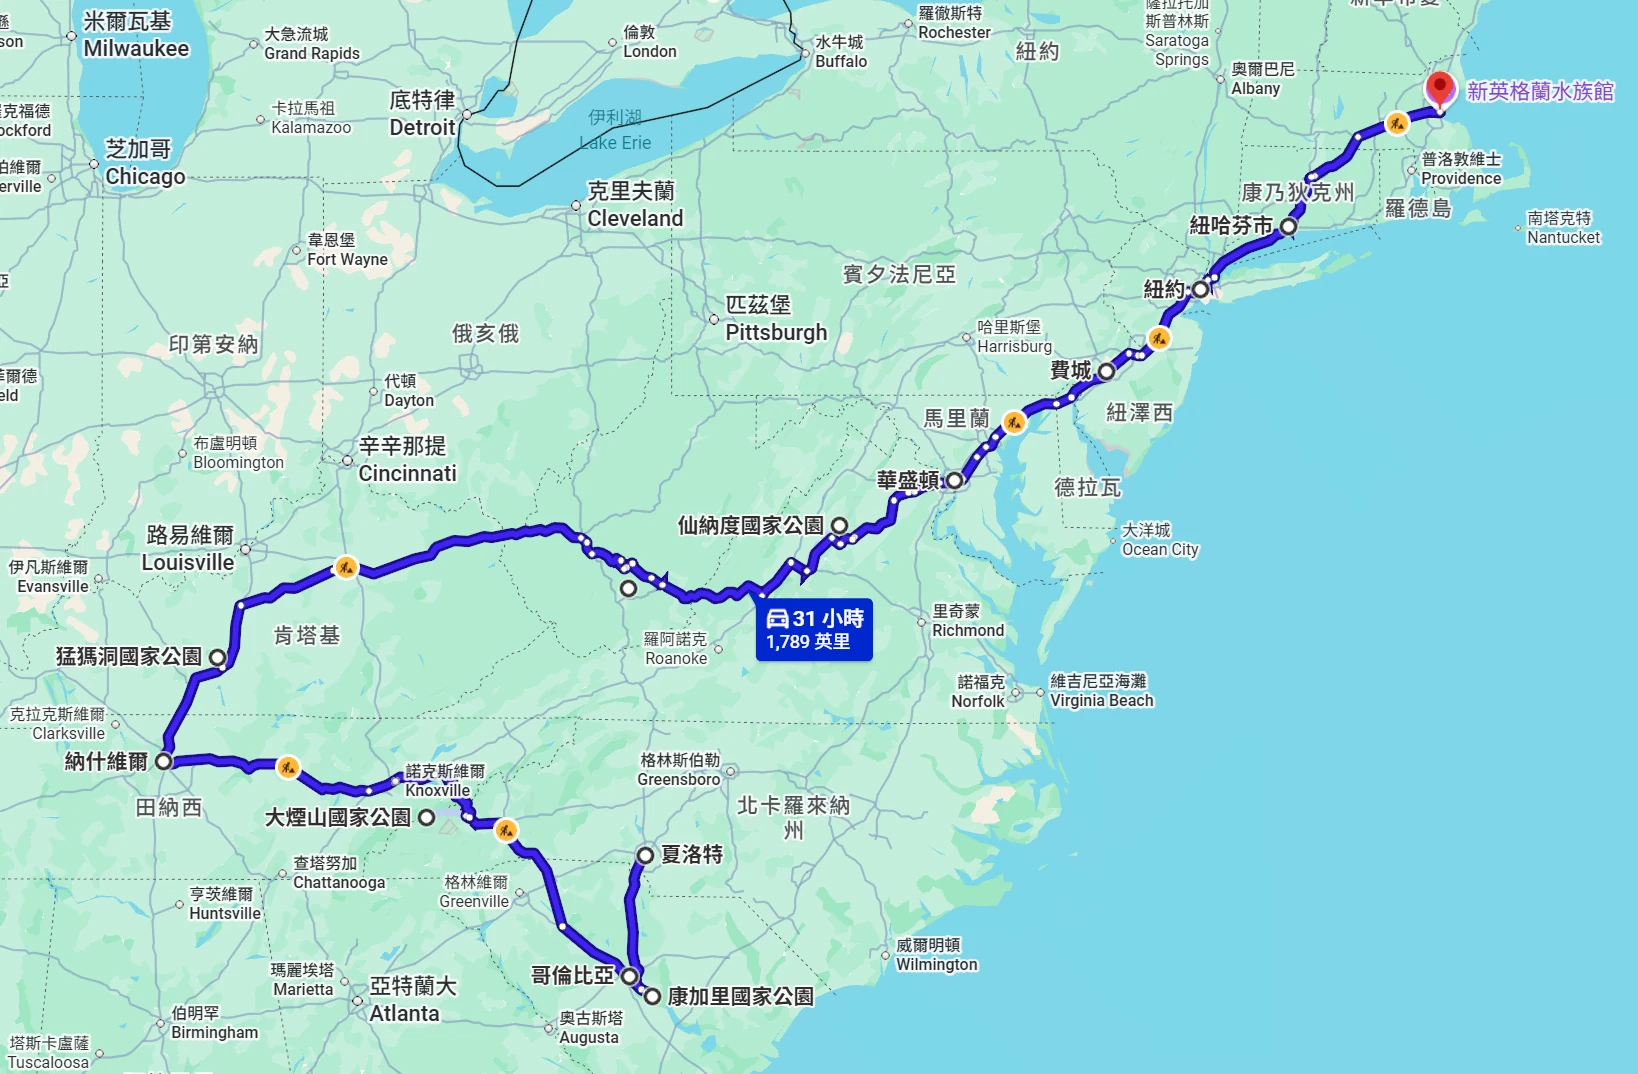 米爾瓦基
Milwaukee
son
大急流城
Grand Rapids
倫敦
London
水牛城
Buffalo
羅徹斯特
Rochester
紐約
薩拉托加
斯普林斯
Saratoga
Springs
奧爾巴尼
Albany
新英格蘭水族館
克福德
ockford
卡拉馬祖
Kalamazoo
底特律
Detroit
伊利湖
Lake Erie
芝加哥
Chicago
伯維爾
erville
克里夫蘭
Cleveland
普洛敦維士
Providence
康乃狄克州
羅德島
紐哈芬市
南塔克特
Nantucket
韋恩堡
Fort Wayne
賓夕法尼亞
紐約
匹茲堡
Pittsburgh
俄亥俄
印第安納
哈里斯堡
Harrisburg
費城
菲爾德
eld
代頓
Dayton
馬里蘭
紐澤西
布盧明頓
Bloomington
辛辛那提
Cincinnati
華盛頓
德拉瓦
仙納度國家公園
大洋城
Ocean City
路易維爾
Louisville
伊凡斯維爾
Evansville
31 小時
1,789 英里
里奇蒙
Richmond
肯塔基
羅阿諾克
Roanoke
猛獁洞國家公園
諾福克
Norfolk
維吉尼亞海灘
Virginia Beach
克拉克斯維爾
Clarksville
納什維爾
諾克斯維爾
Knoxville
格林斯伯勒
Greensboro
田納西
大煙山國家公園
北卡羅來納
州
夏洛特
查塔努加
Chattanooga
格林維爾
Greenville
亨茨維爾
Huntsville
威爾明頓
Wilmington
哥倫比亞
康加里國家公園
瑪麗埃塔
Marietta
亞特蘭大
Atlanta
伯明罕
Birmingham
奧古斯塔
Augusta
塔斯卡盧薩
Tuscaloosa